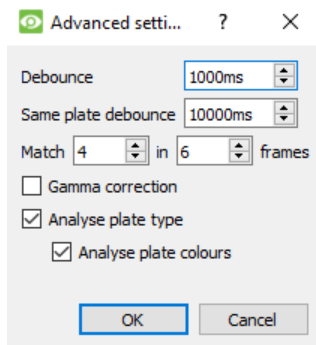 Advanced setti... ?
Debounce 1000ms
Same plate debounce 10000ms
Match 4 in 6 frames
Gamma correction
Analyse plate type
Analyse plate colours
OK Cancel